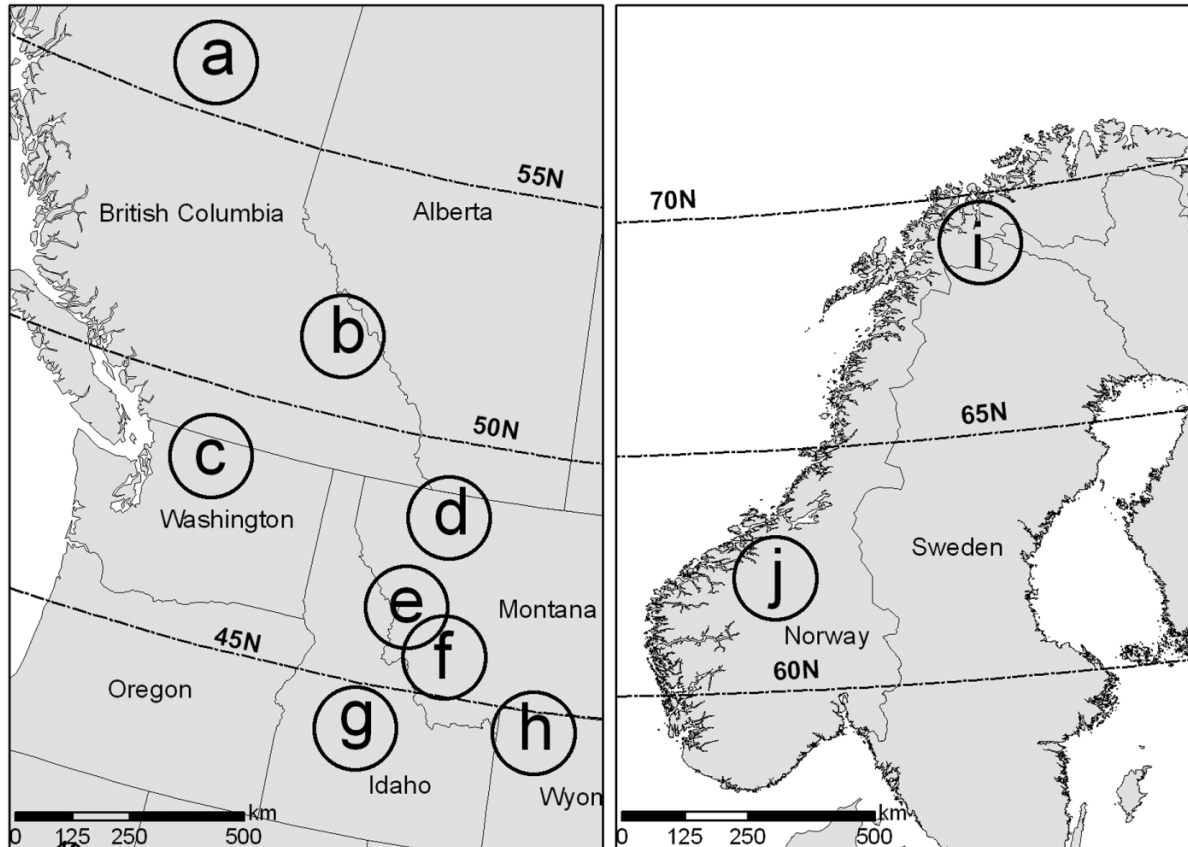 a
55N
British Columbia
Alberta
b
50N
c
Washington
d
e
Montana
45N
f
Oregon
g
h
Idaho
Wyon
km
0 125 250 500
70N
i
65N
Sweden
j
Norway
60N
km
0 125 250 500